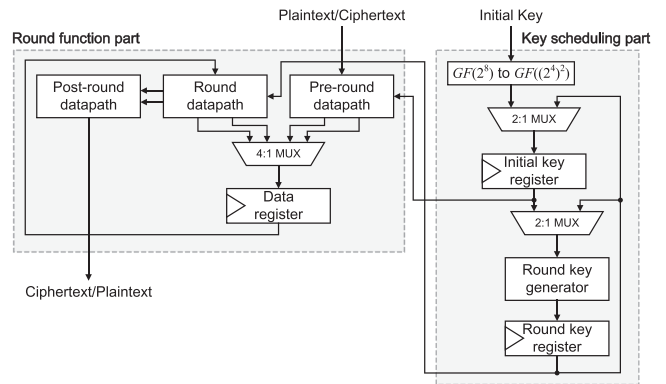 Plaintext/Ciphertext
Initial Key
Round function part
Key scheduling part
Post-round
datapath
Round
datapath
Pre-round
datapath
GF(2⁸) to GF((2⁴)²)
2:1 MUX
4:1 MUX
Initial key
register
Data
register
2:1 MUX
Round key
generator
Ciphertext/Plaintext
Round key
register